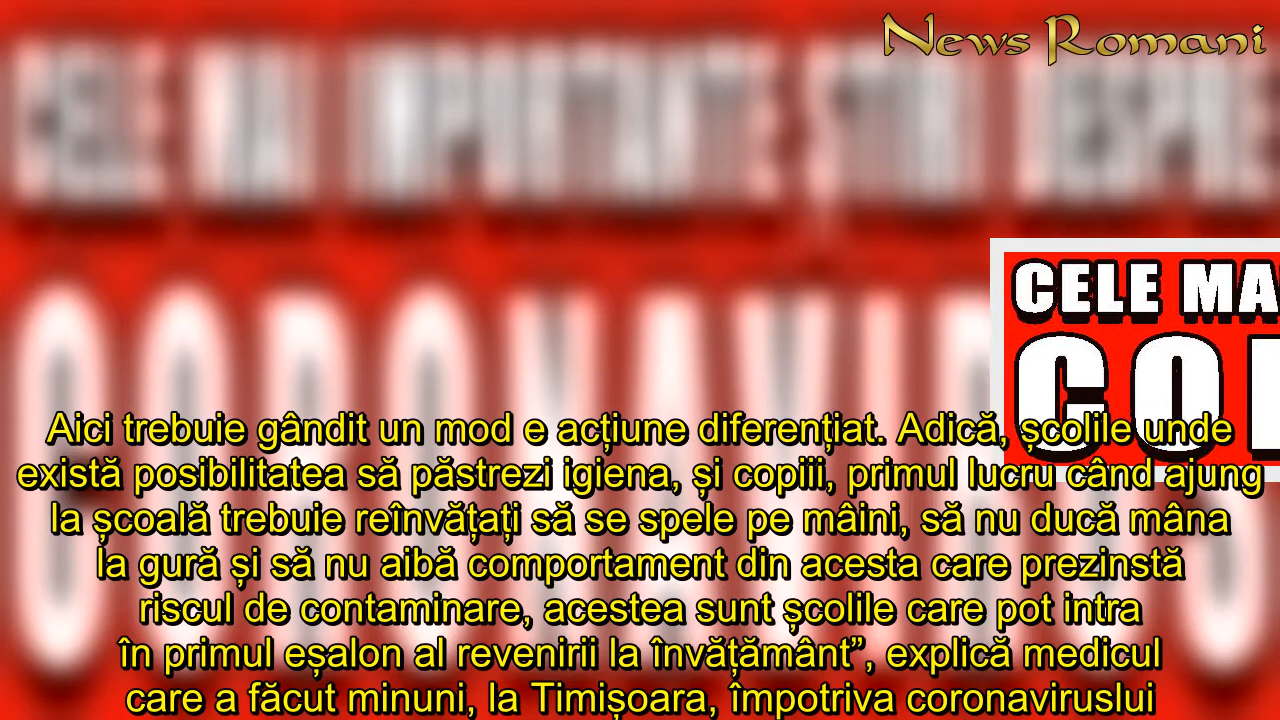 News Romani
CELE MA
CO
Aici trebuie gândit un mod e acțiune diferențiat. Adică, școlile unde
există posibilitatea să păstrezi igiena, și copiii, primul lucru când ajung
la școală trebuie reînvățați să se spele pe mâini, să nu ducă mâna
la gură și să nu aibă comportament din acesta care prezinstă
riscul de contaminare, acestea sunt școlile care pot intra
în primul eșalon al revenirii la învățământ”, explică medicul
care a făcut minuni, la Timișoara, împotriva coronaviruslui